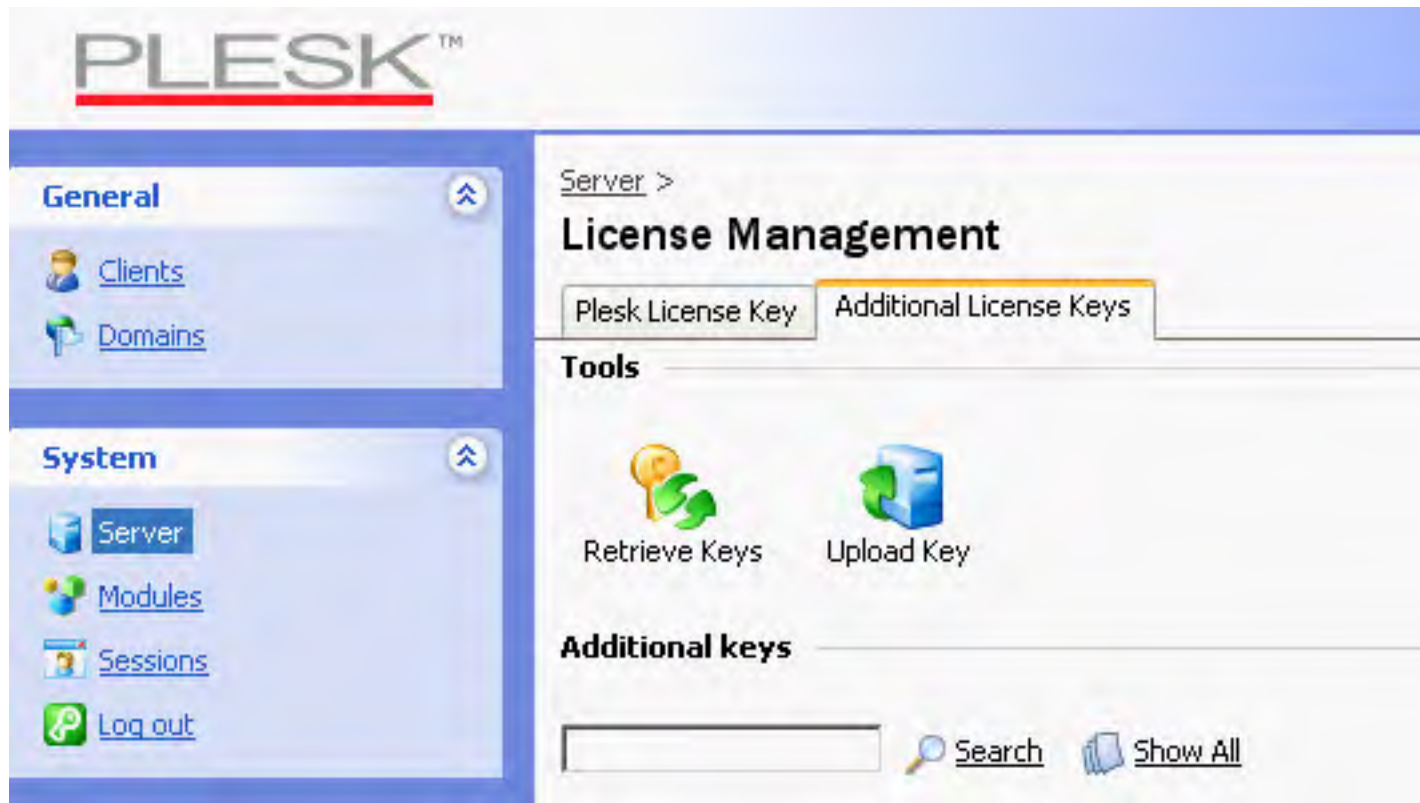 PLESK™
General
Clients
Domains
System
Server
Modules
Sessions
Log out
Server >
License Management
Plesk License Key
Additional License Keys
Tools
Retrieve Keys
Upload Key
Additional keys
Search
Show All